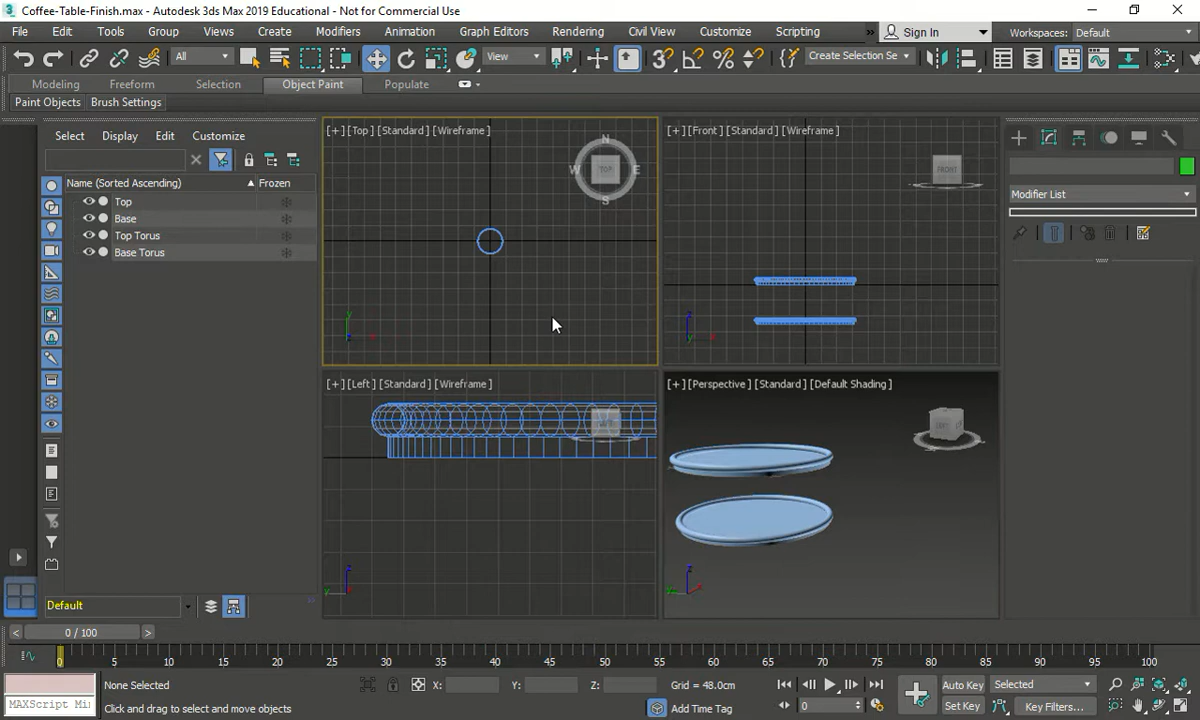 Coffee-Table-Finish.max - Autodesk 3ds Max 2019 Educational - Not for Commercial Use
File Edit Tools Group Views Create Modifiers Animation Graph Editors Rendering Civil View Customize Scripting » Sign In Workspaces: Default
All View Create Selection Se
Modeling Freeform Selection Object Paint Populate
Paint Objects Brush Settings
Select Display Edit Customize
Name (Sorted Ascending) Frozen
Top
Base
Top Torus
Base Torus
[+] [Top] [Standard] [Wireframe]
N
W TOP E
S
[+] [Front] [Standard] [Wireframe]
FRONT
[+] [Left] [Standard] [Wireframe]
[+] [Perspective] [Standard] [Default Shading]
Modifier List
Default
< 0 / 100 >
0 5 10 15 20 25 30 35 40 45 50 55 60 65 70 75 80 85 90 95 100
None Selected X: Y: Z: Grid = 48.0cm Auto Key Selected
MAXScript Mi Click and drag to select and move objects Add Time Tag 0 Set Key Key Filters...